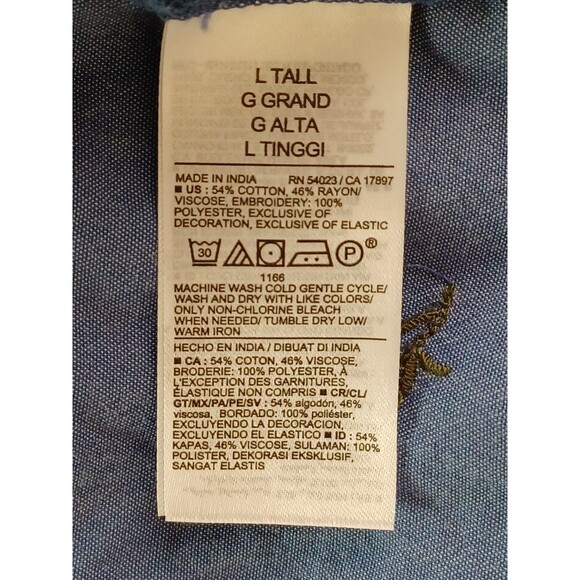 L TALL
G GRAND
G ALTA
L TINGGI
MADE IN INDIA RN 54023 / CA 17897
■ US : 54% COTTON, 46% RAYON/
VISCOSE, EMBROIDERY: 100%
POLYESTER, EXCLUSIVE OF
DECORATION, EXCLUSIVE OF ELASTIC
30 P ®
1166
MACHINE WASH COLD GENTLE CYCLE/
WASH AND DRY WITH LIKE COLORS/
ONLY NON-CHLORINE BLEACH
WHEN NEEDED/ TUMBLE DRY LOW/
WARM IRON
HECHO EN INDIA / DIBUAT DI INDIA
■ CA : 54% COTON, 46% VISCOSE,
BRODERIE: 100% POLYESTER, À
L'EXCEPTION DES GARNITURES,
ÉLASTIQUE NON COMPRIS ■ CR/CL/
GT/MX/PA/PE/SV : 54% algodón, 46%
viscosa, BORDADO: 100% poliéster,
EXCLUYENDO LA DECORACION,
EXCLUYENDO EL ELASTICO ■ ID : 54%
KAPAS, 46% VISCOSE, SULAMAN: 100%
POLISTER, DEKORASI EKSKLUSIF,
SANGAT ELASTIS